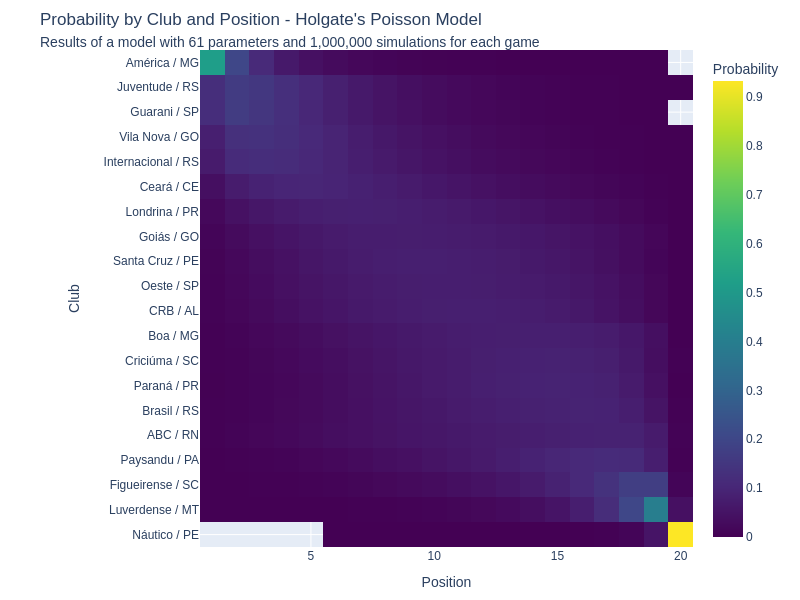 Probability by Club and Position - Holgate's Poisson Model
Results of a model with 61 parameters and 1,000,000 simulations for each game
Probability
América / MG
Juventude / RS
Guarani / SP
Vila Nova / GO
Internacional / RS
Ceará / CE
Londrina / PR
Goiás / GO
Santa Cruz / PE
Oeste / SP
CRB / AL
Boa / MG
Criciúma / SC
Paraná / PR
Brasil / RS
ABC / RN
Paysandu / PA
Figueirense / SC
Luverdense / MT
Náutico / PE
Club
5
10
15
20
Position
0.9
0.8
0.7
0.6
0.5
0.4
0.3
0.2
0.1
0